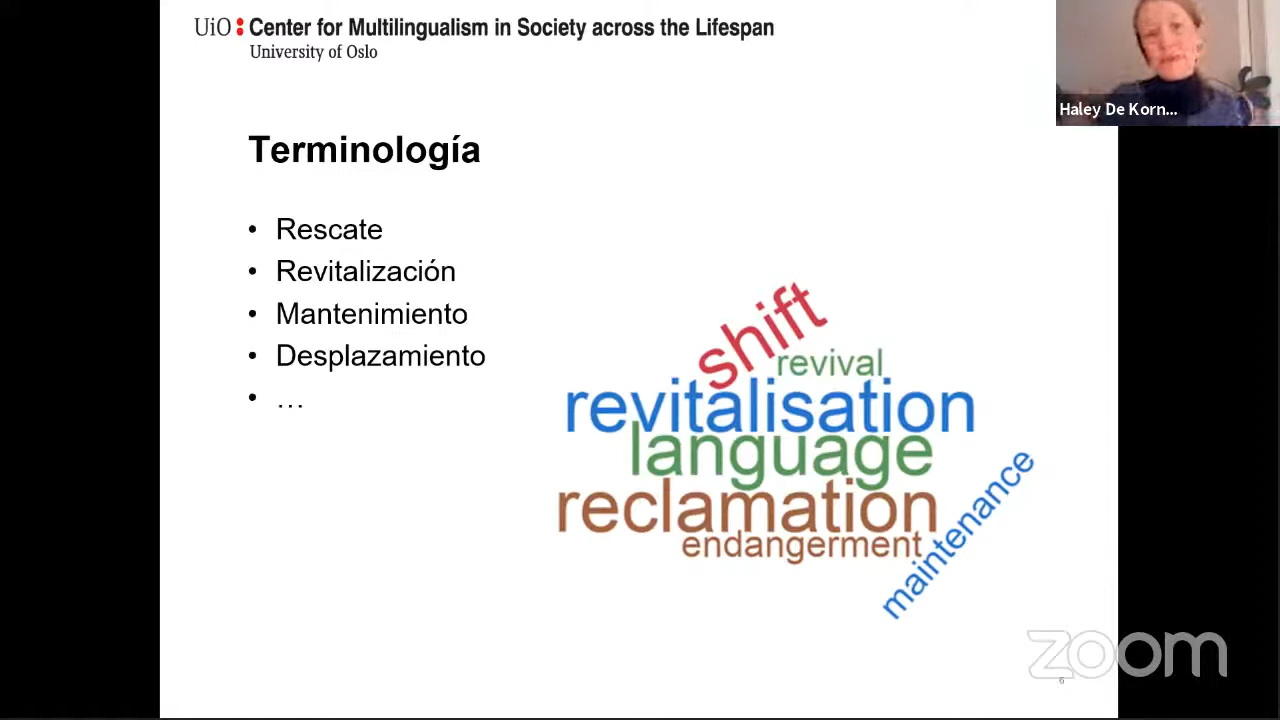 UiO : Center for Multilingualism in Society across the Lifespan
University of Oslo
Haley De Korn...
Terminología
• Rescate
• Revitalización
• Mantenimiento
• Desplazamiento
• …
shift
revival
revitalisation
language
reclamation
endangerment
maintenance
zoom
6